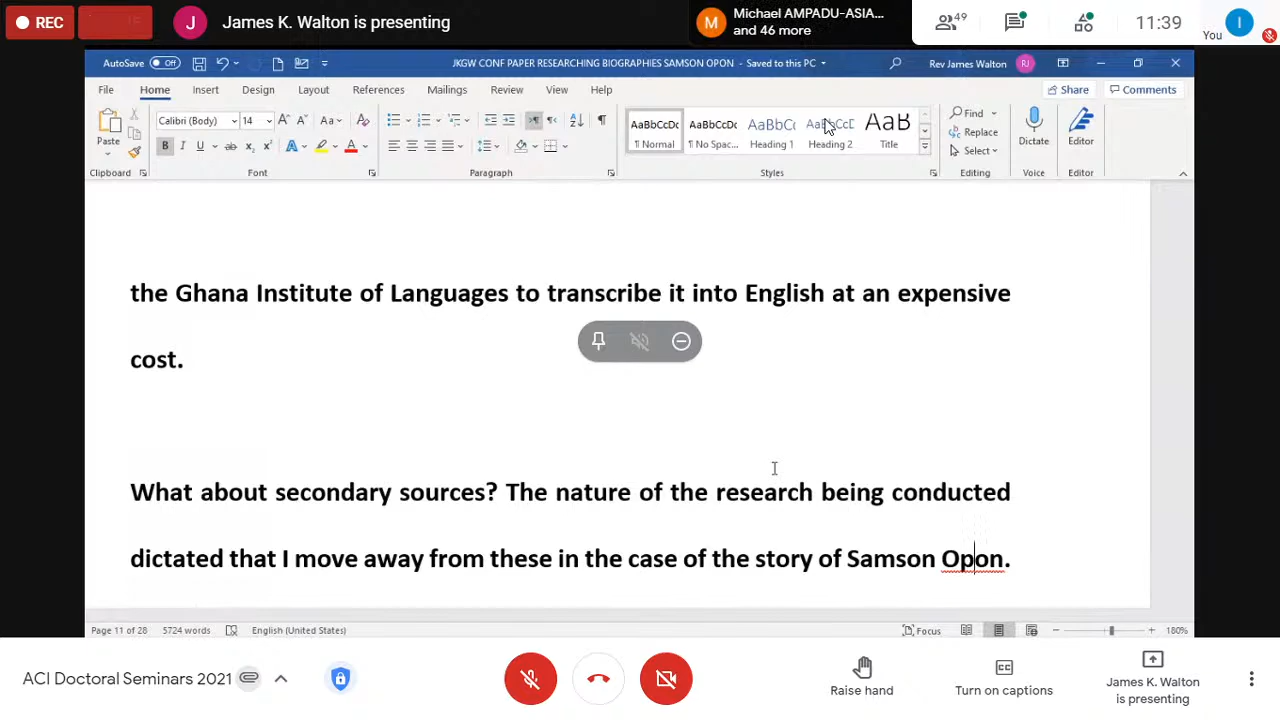 REC
J
James K. Walton is presenting
M
Michael AMPADU-ASIA...
and 46 more
49
11:39
You
I
AutoSave Off
JKGW CONF PAPER RESEARCHING BIOGRAPHIES SAMSON OPON - Saved to this PC
Rev James Walton RJ
File Home Insert Design Layout References Mailings Review View Help
Share Comments
Paste
Calibri (Body) 14
Aa
B I U ab x₂ x² A A
AaBbCcDc AaBbCcDc AaBbCc AaBbCcE AaB
¶ Normal ¶ No Spac... Heading 1 Heading 2 Title
Find
Replace
Select
Dictate
Editor
Clipboard Font Paragraph Styles Editing Voice Editor
the Ghana Institute of Languages to transcribe it into English at an expensive
cost.
What about secondary sources? The nature of the research being conducted
dictated that I move away from these in the case of the story of Samson Opon.
Page 11 of 28 5724 words English (United States) Focus 180%
ACI Doctoral Seminars 2021
Raise hand
Turn on captions
James K. Walton
is presenting